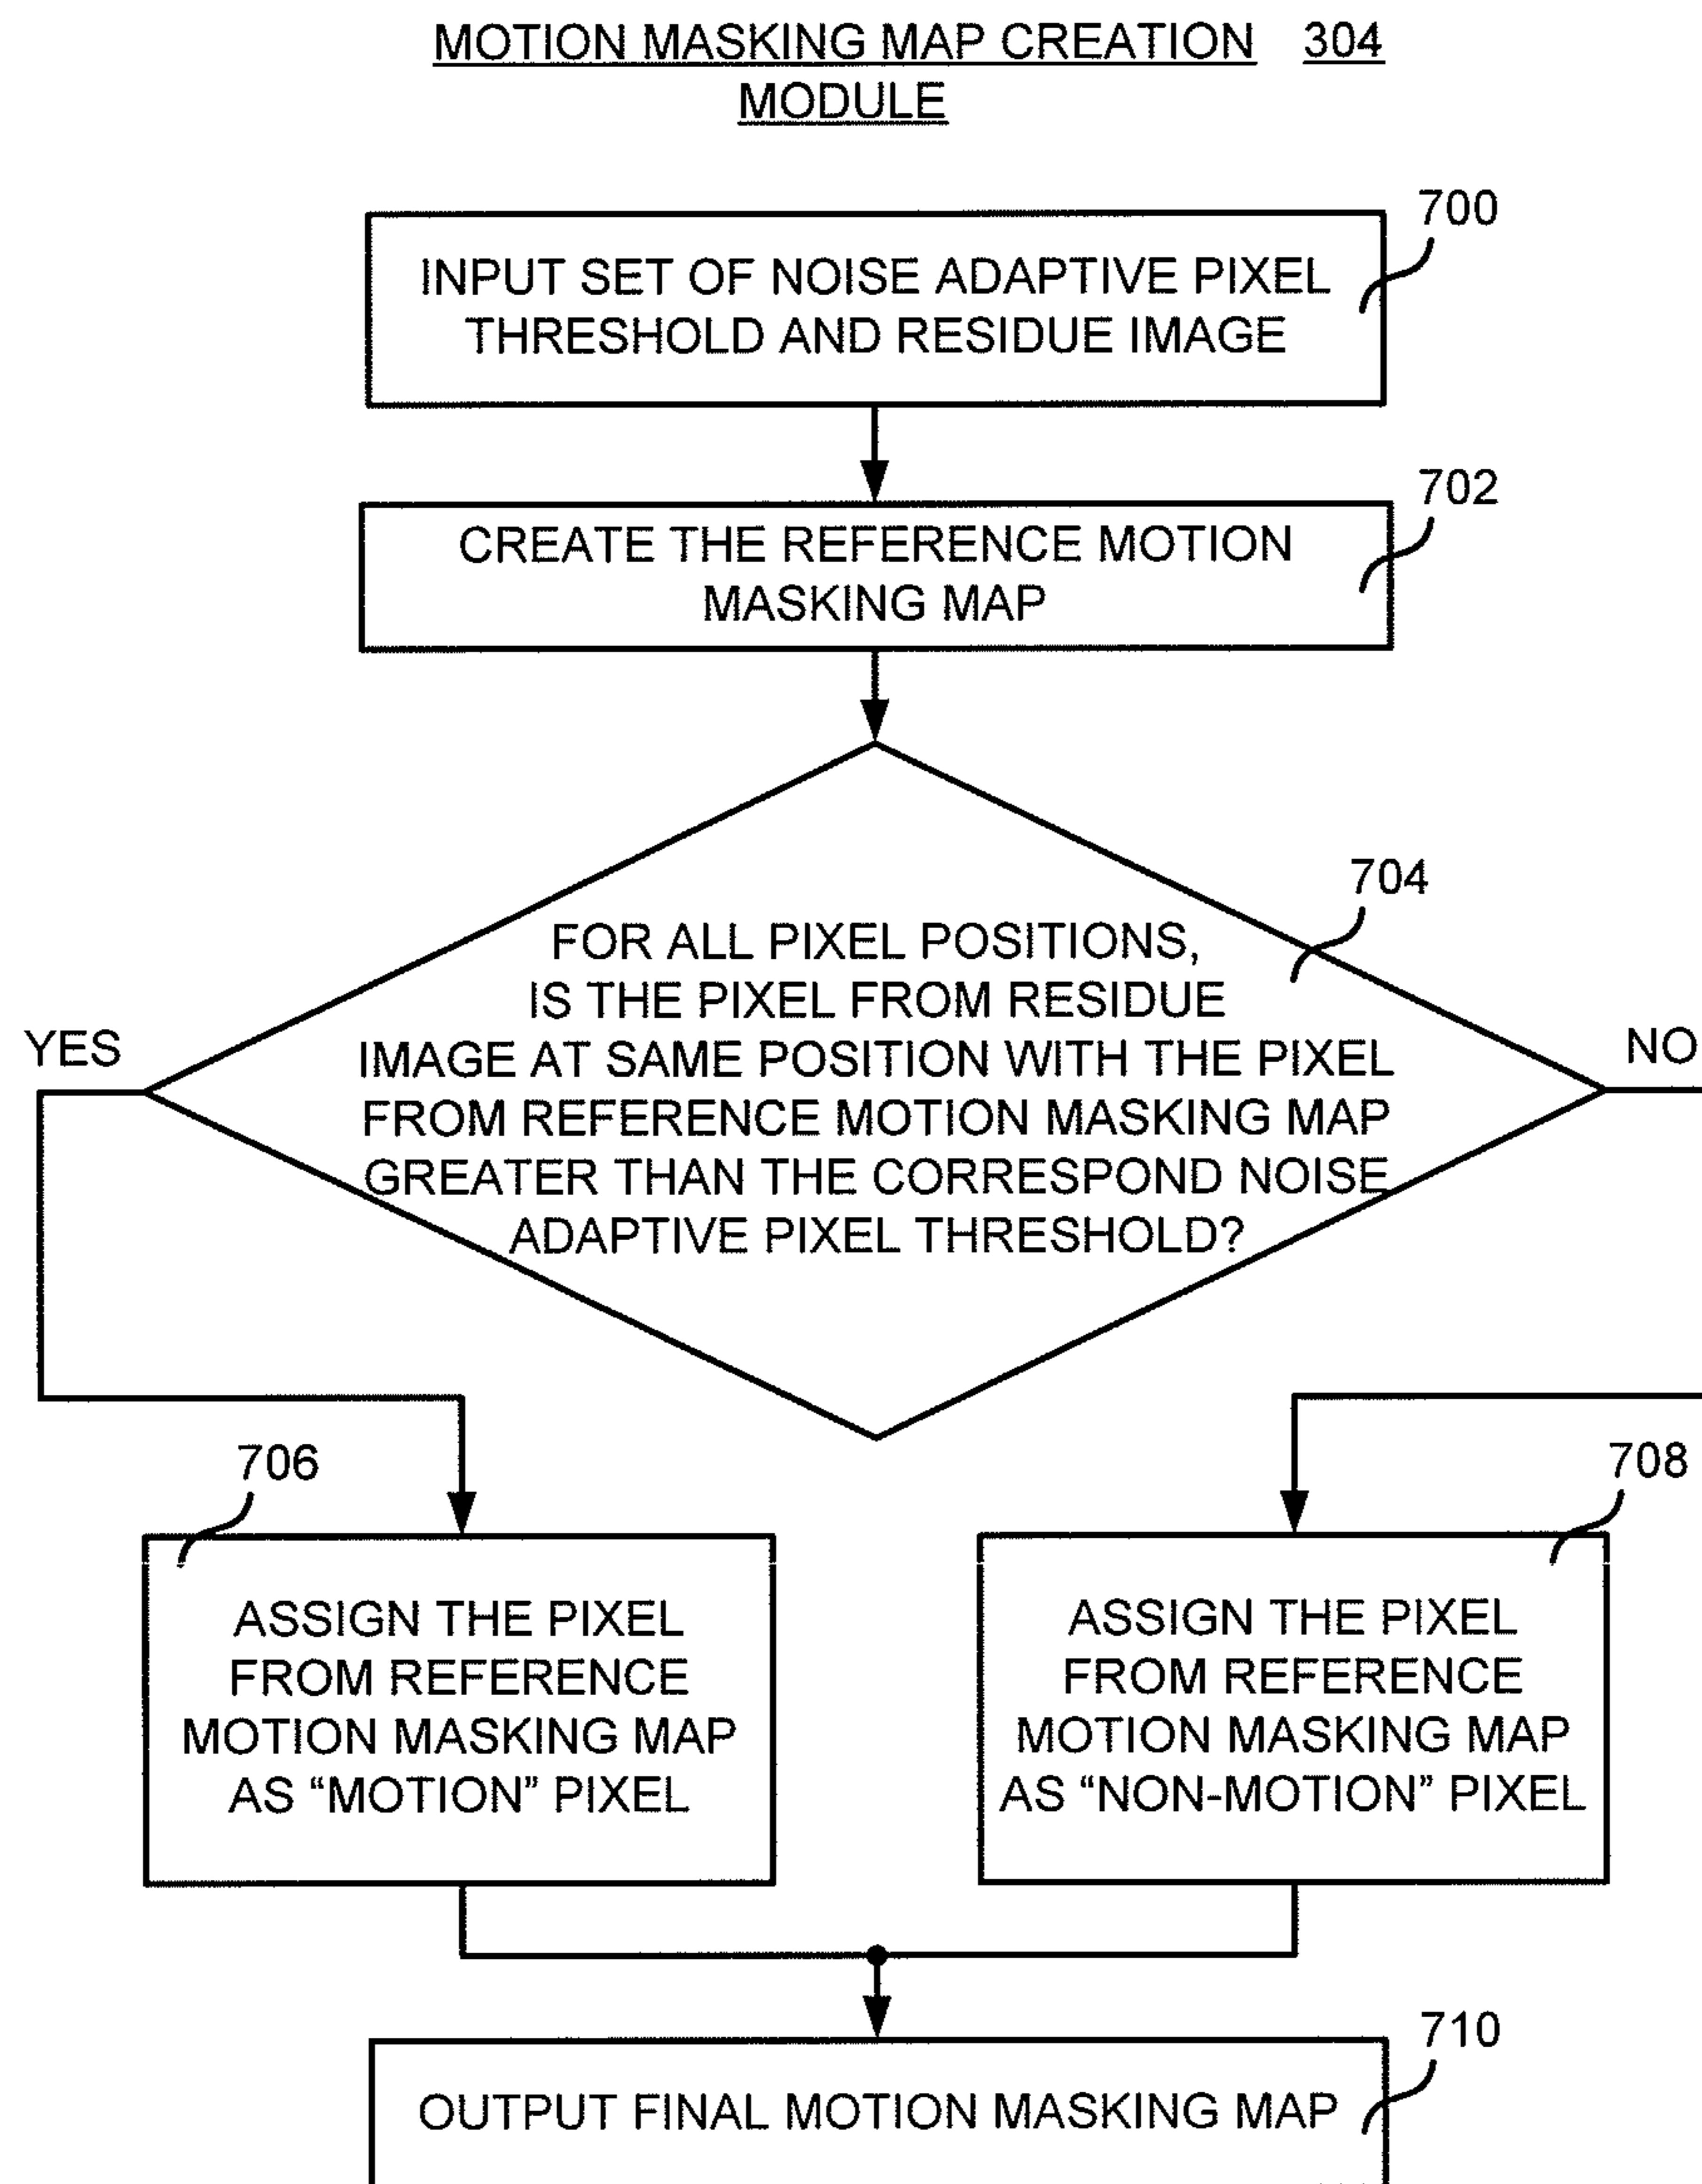 MOTION MASKING MAP CREATION 304
MODULE
700
INPUT SET OF NOISE ADAPTIVE PIXEL
THRESHOLD AND RESIDUE IMAGE
702
CREATE THE REFERENCE MOTION
MASKING MAP
704
FOR ALL PIXEL POSITIONS,
IS THE PIXEL FROM RESIDUE
IMAGE AT SAME POSITION WITH THE PIXEL
FROM REFERENCE MOTION MASKING MAP
GREATER THAN THE CORRESPOND NOISE
ADAPTIVE PIXEL THRESHOLD?
YES
NO
706
ASSIGN THE PIXEL
FROM REFERENCE
MOTION MASKING MAP
AS “MOTION” PIXEL
708
ASSIGN THE PIXEL
FROM REFERENCE
MOTION MASKING MAP
AS “NON-MOTION” PIXEL
710
OUTPUT FINAL MOTION MASKING MAP